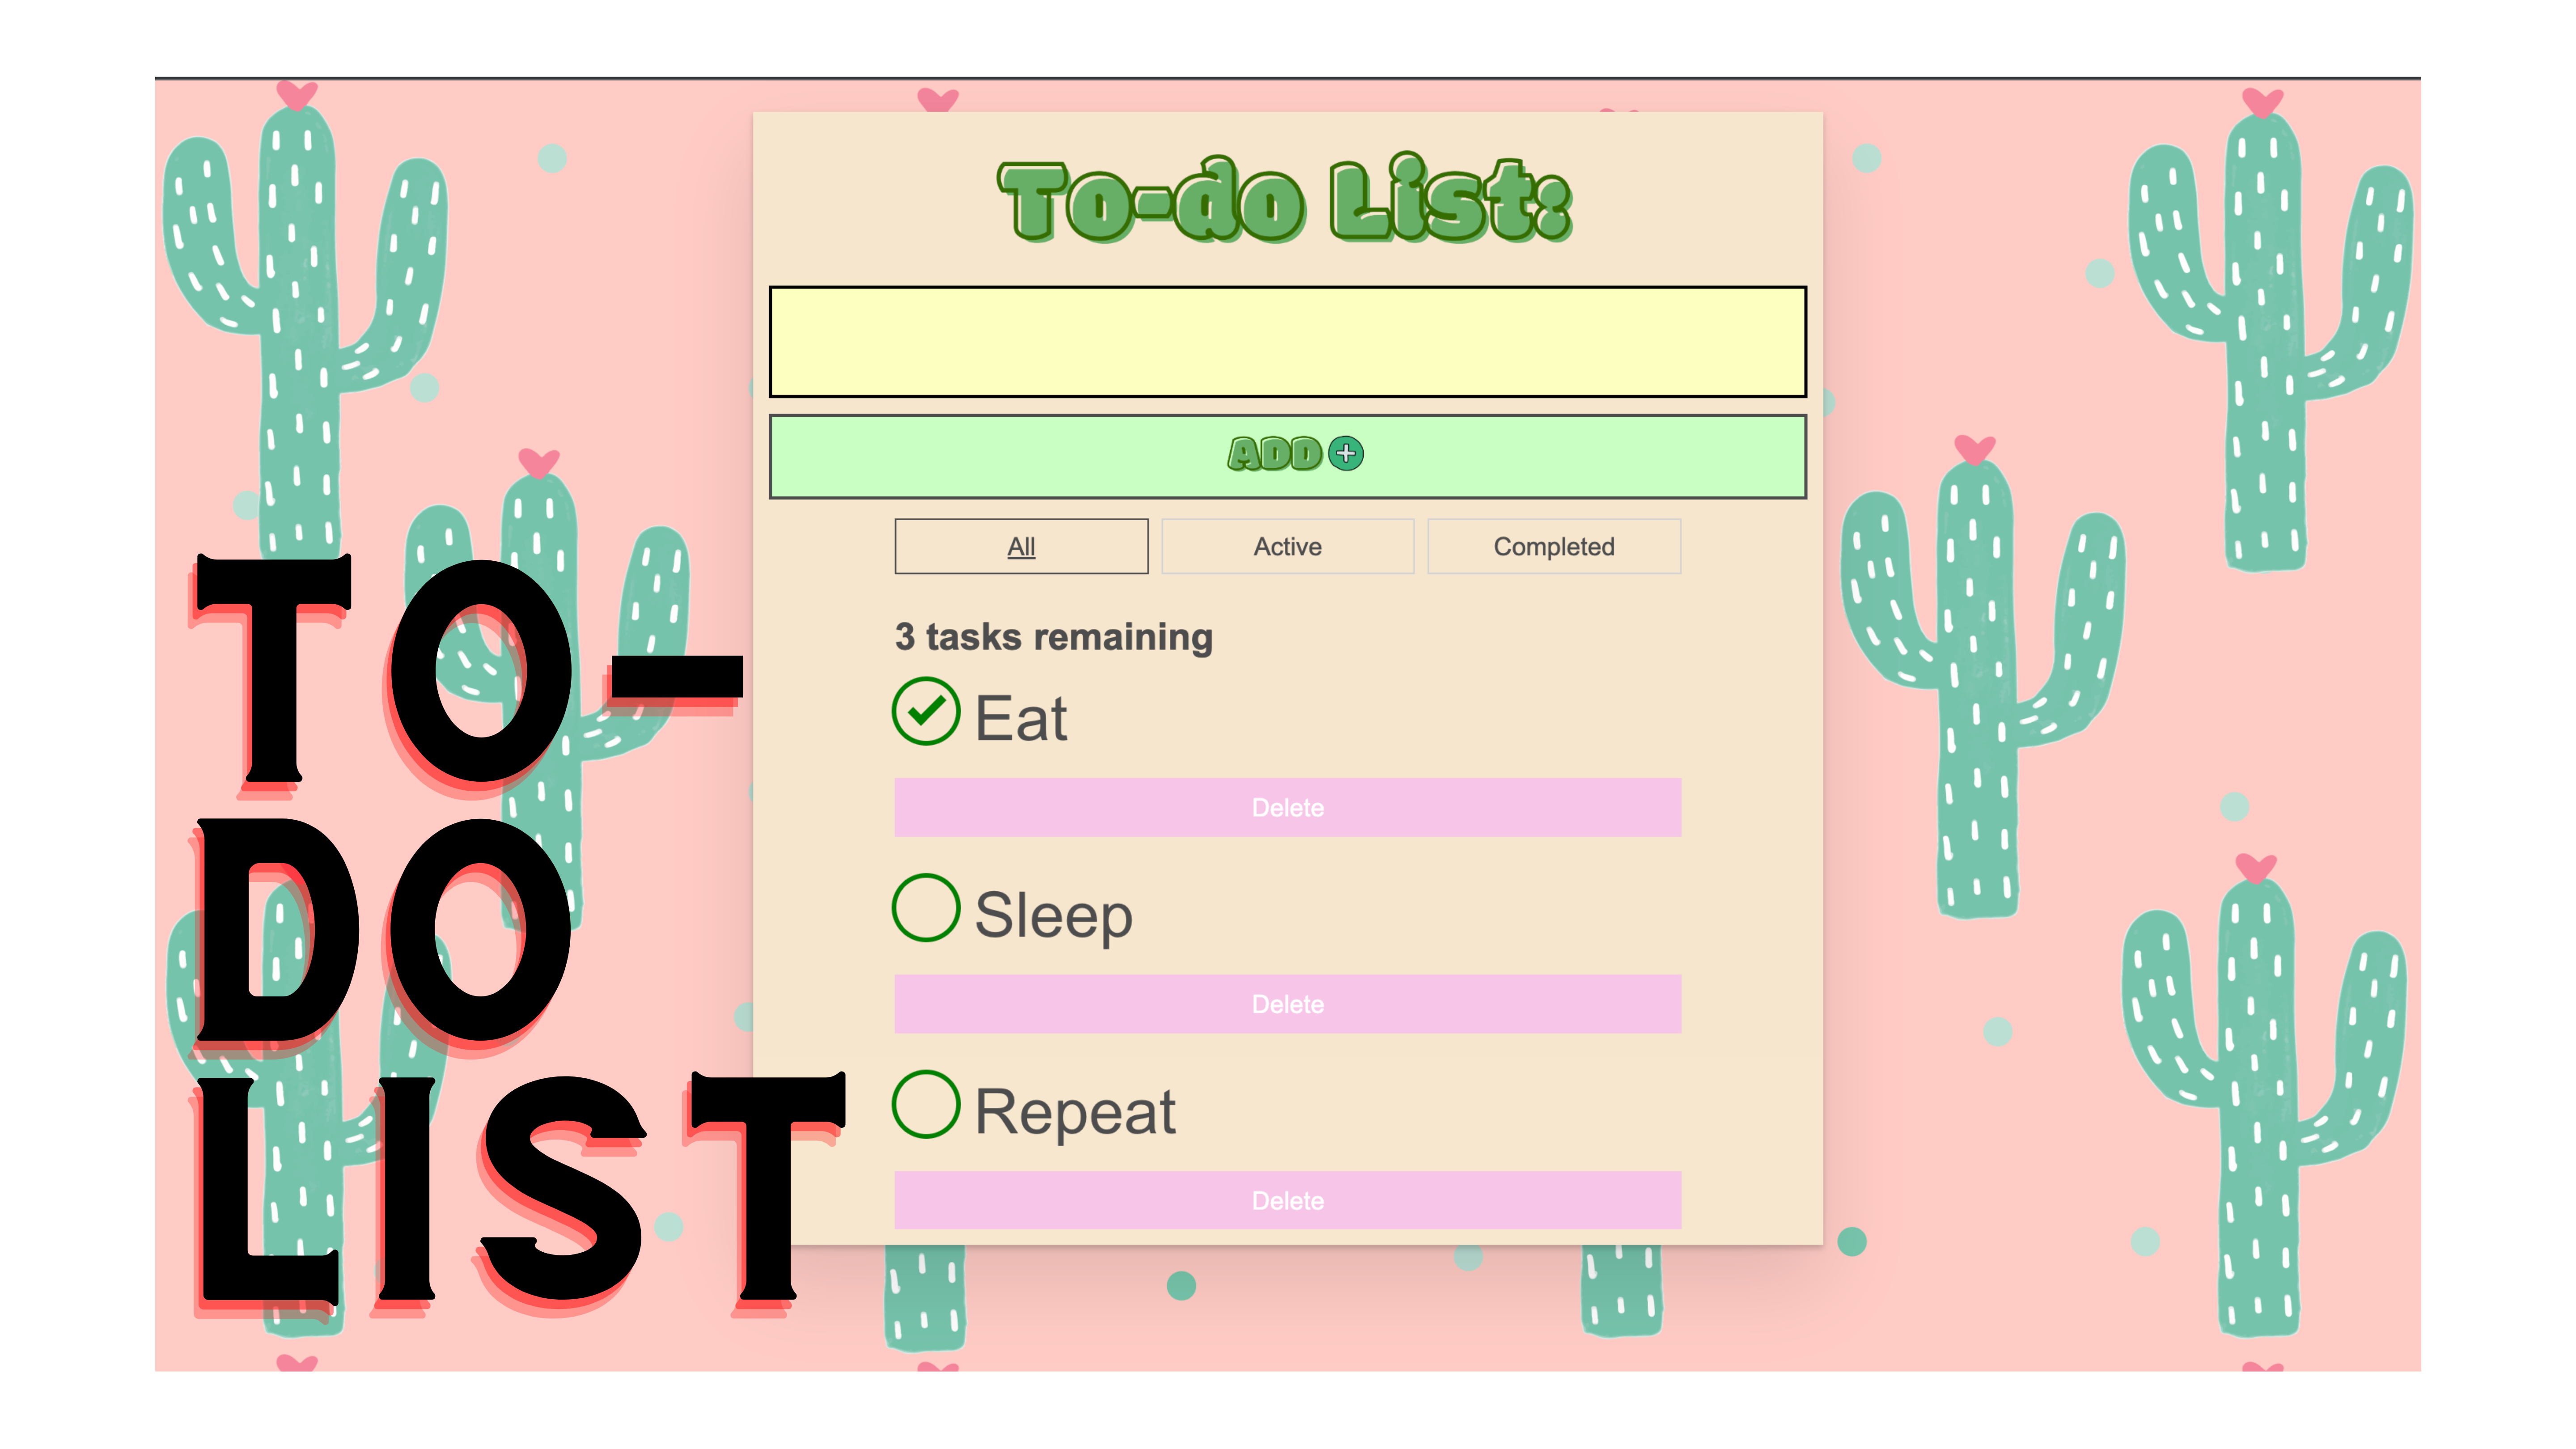 TO-
DO
LIST
To-do List:
ADD
All
Active
Completed
3 tasks remaining
Eat
Delete
Sleep
Delete
Repeat
Delete